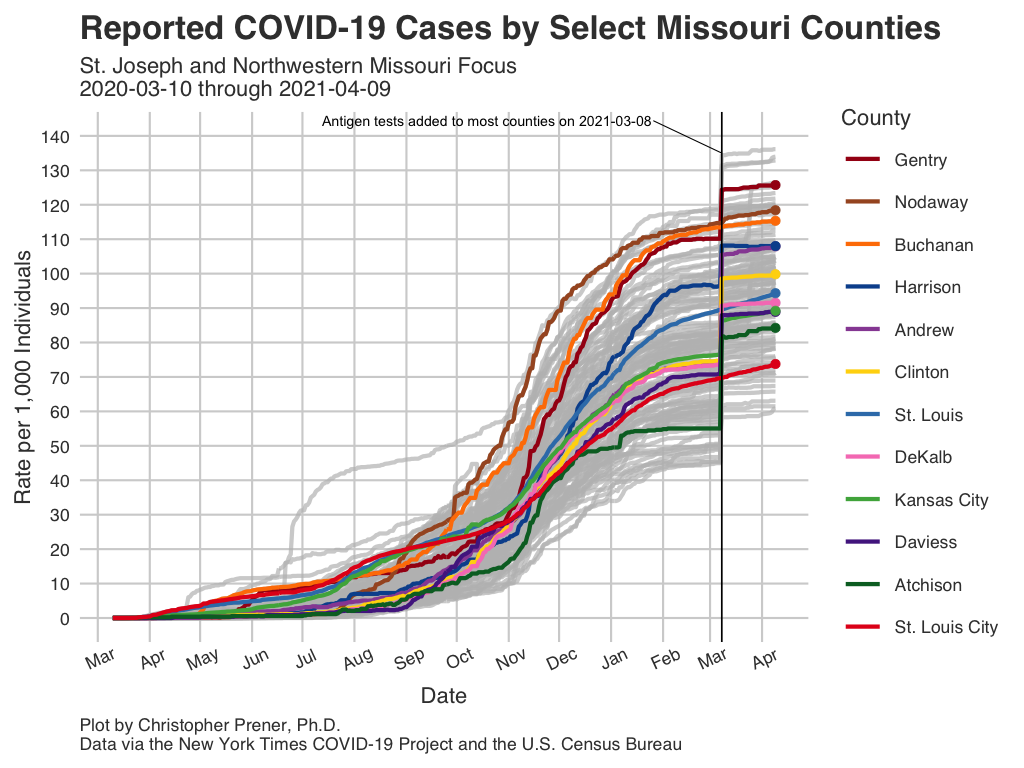 Reported COVID-19 Cases by Select Missouri Counties
St. Joseph and Northwestern Missouri Focus
2020-03-10 through 2021-04-09
Antigen tests added to most counties on 2021-03-08
Rate per 1,000 Individuals
140
130
120
110
100
90
80
70
60
50
40
30
20
10
0
Mar Apr May Jun Jul Aug Sep Oct Nov Dec Jan Feb Mar Apr
Date
County
Gentry
Nodaway
Buchanan
Harrison
Andrew
Clinton
St. Louis
DeKalb
Kansas City
Daviess
Atchison
St. Louis City
Plot by Christopher Prener, Ph.D.
Data via the New York Times COVID-19 Project and the U.S. Census Bureau